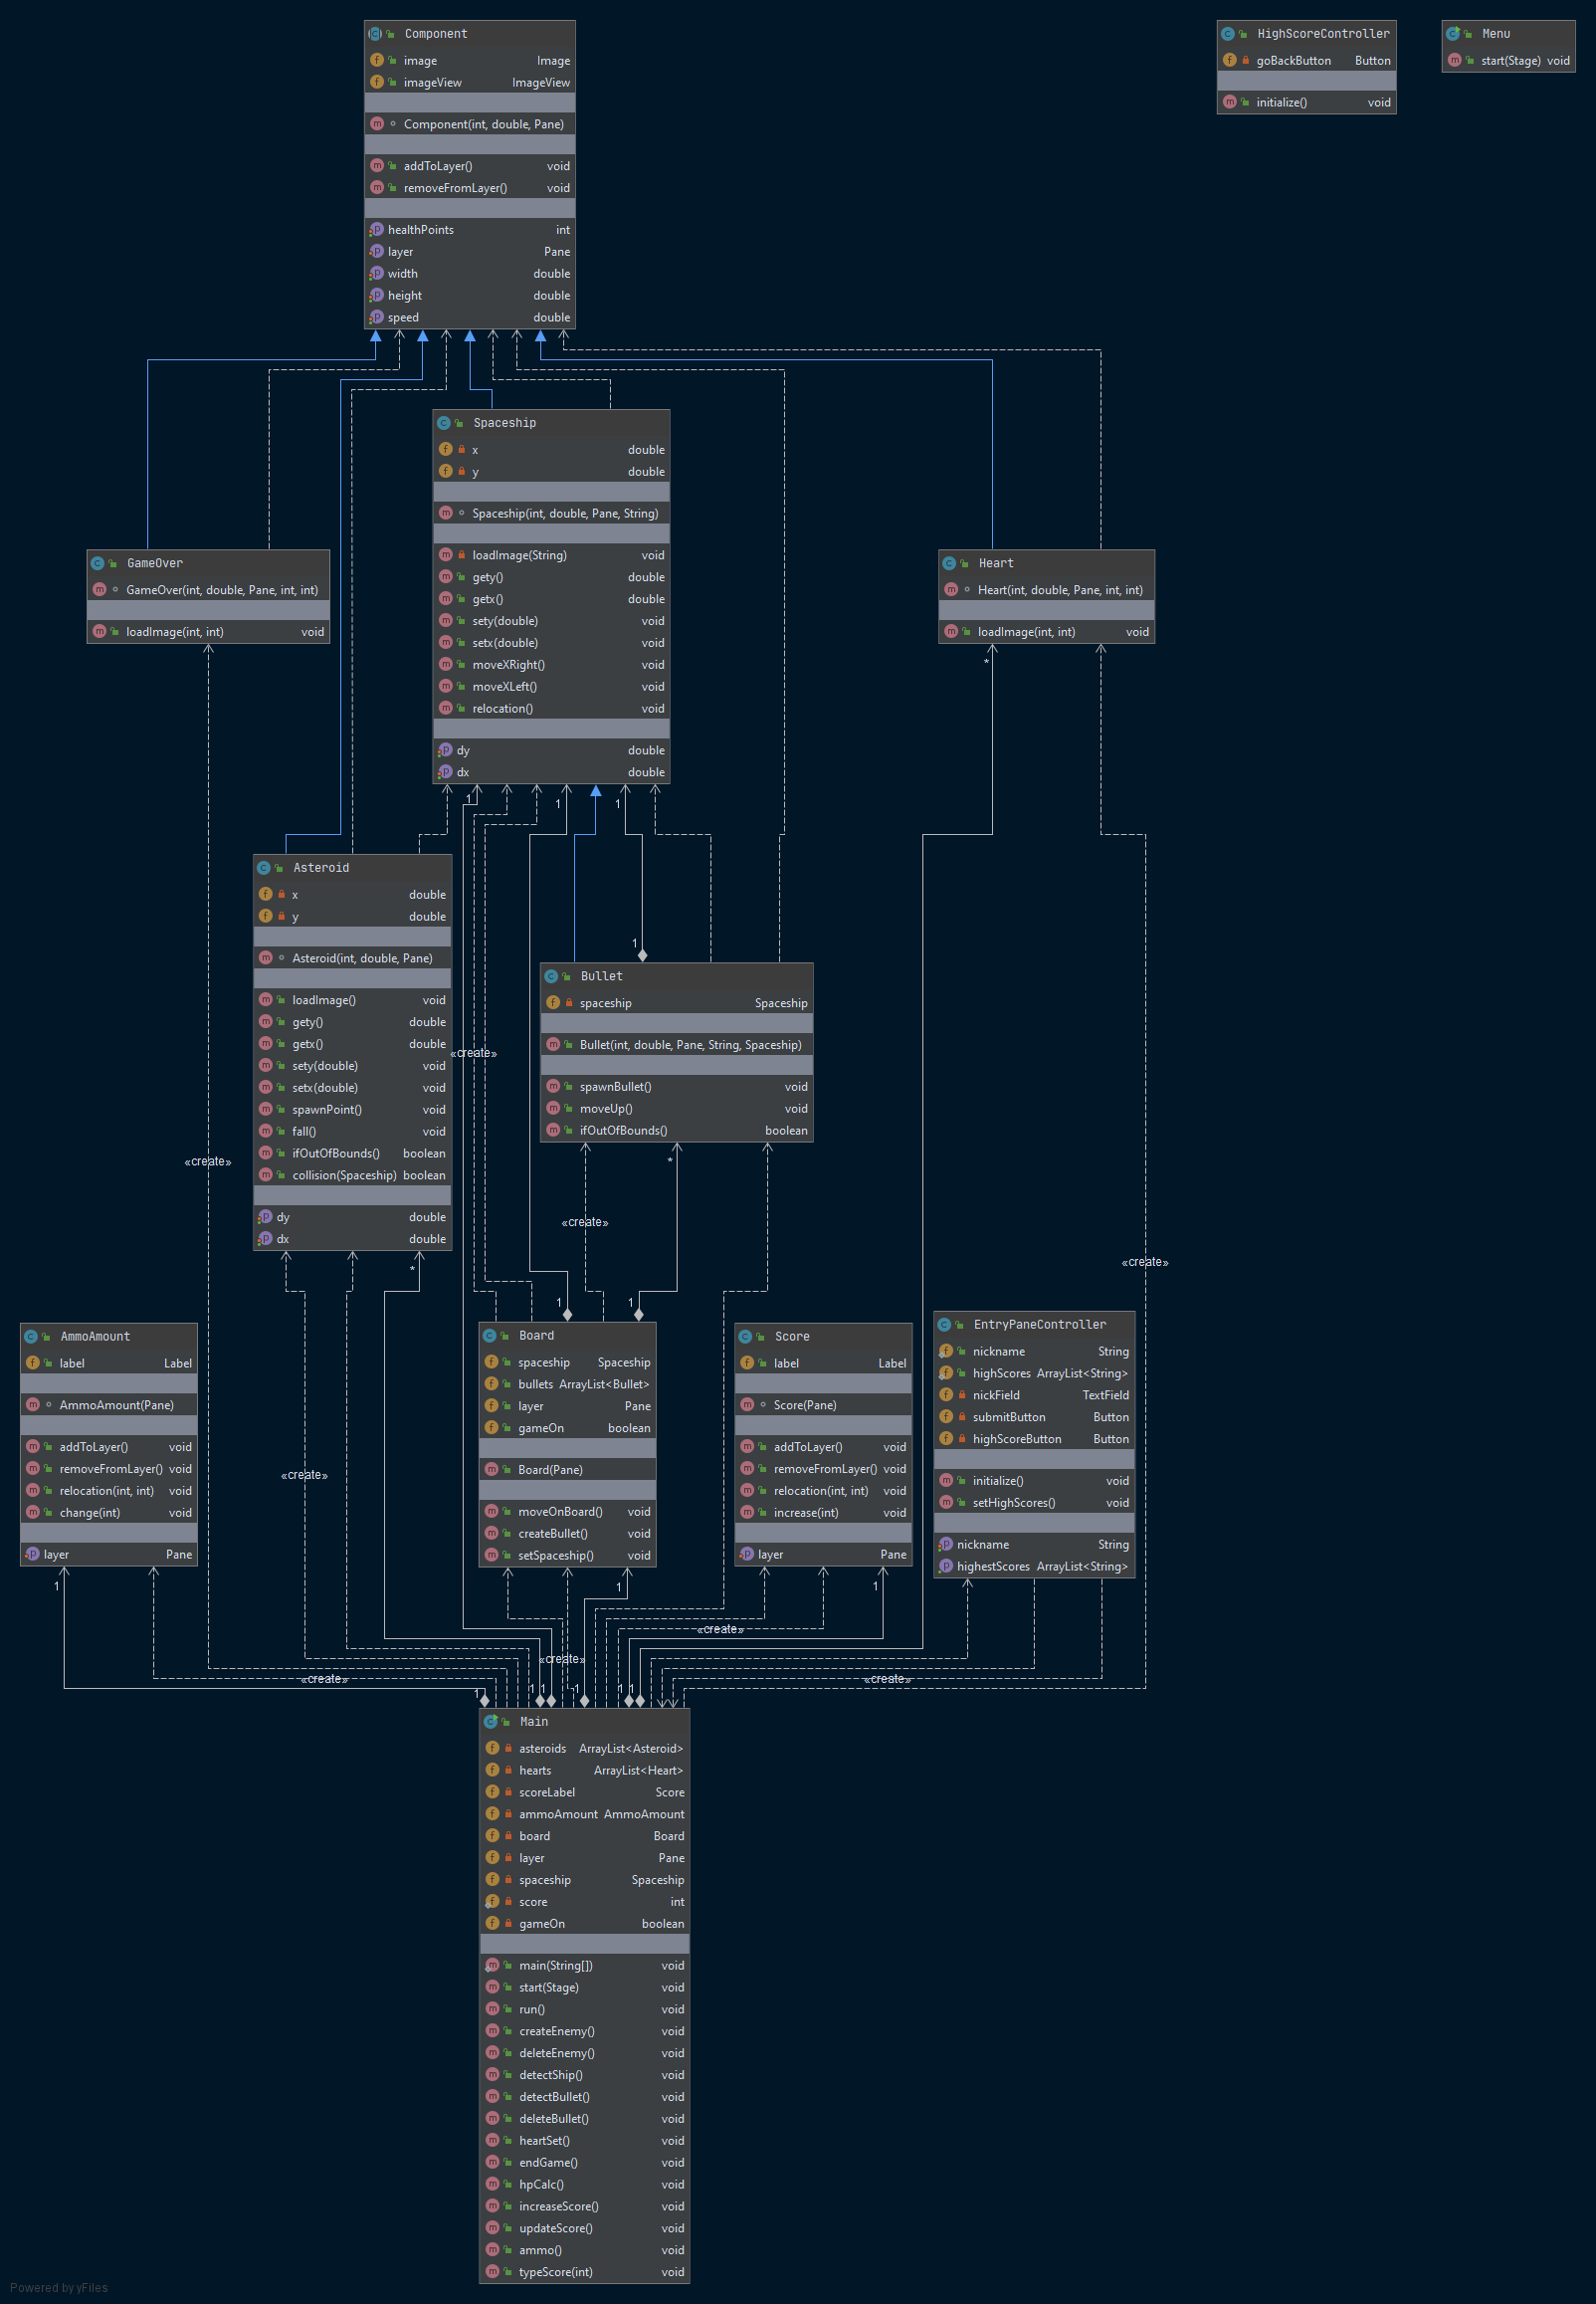 Component
image Image
imageView ImageView
Component(int, double, Pane)
addToLayer() void
removeFromLayer() void
healthPoints int
layer Pane
width double
height double
speed double
HighScoreController
goBackButton Button
initialize() void
Menu
start(Stage) void
Spaceship
x double
y double
Spaceship(int, double, Pane, String)
loadImage(String) void
gety() double
getx() double
sety(double) void
setx(double) void
moveXRight() void
moveXLeft() void
relocation() void
dy double
dx double
GameOver
GameOver(int, double, Pane, int, int)
loadImage(int, int) void
Heart
Heart(int, double, Pane, int, int)
loadImage(int, int) void
*
1
1
1
Asteroid
x double
y double
Asteroid(int, double, Pane)
loadImage() void
gety() double
getx() double
sety(double) void
setx(double) void
spawnPoint() void
fall() void
ifOutOfBounds() boolean
collision(Spaceship) boolean
dy double
dx double
1
Bullet
spaceship Spaceship
Bullet(int, double, Pane, String, Spaceship)
spawnBullet() void
moveUp() void
ifOutOfBounds() boolean
«create»
«create»
*
«create»
«create»
*
1
1
AmmoAmount
label Label
AmmoAmount(Pane)
addToLayer() void
removeFromLayer() void
relocation(int, int) void
change(int) void
layer Pane
Board
spaceship Spaceship
bullets ArrayList<Bullet>
layer Pane
gameOn boolean
Board(Pane)
moveOnBoard() void
createBullet() void
setSpaceship() void
Score
label Label
Score(Pane)
addToLayer() void
removeFromLayer() void
relocation(int, int) void
increase(int) void
layer Pane
EntryPaneController
nickname String
highScores ArrayList<String>
nickField TextField
submitButton Button
highScoreButton Button
initialize() void
setHighScores() void
nickname String
highestScores ArrayList<String>
«create»
1
1
1
«create»
«create»
«create»
«create»
1
1
1
1
1
1
Main
asteroids ArrayList<Asteroid>
hearts ArrayList<Heart>
scoreLabel Score
ammoAmount AmmoAmount
board Board
layer Pane
spaceship Spaceship
score int
gameOn boolean
main(String[]) void
start(Stage) void
run() void
createEnemy() void
deleteEnemy() void
detectShip() void
detectBullet() void
deleteBullet() void
heartSet() void
endGame() void
hpCalc() void
increaseScore() void
updateScore() void
ammo() void
typeScore(int) void
Powered by yFiles